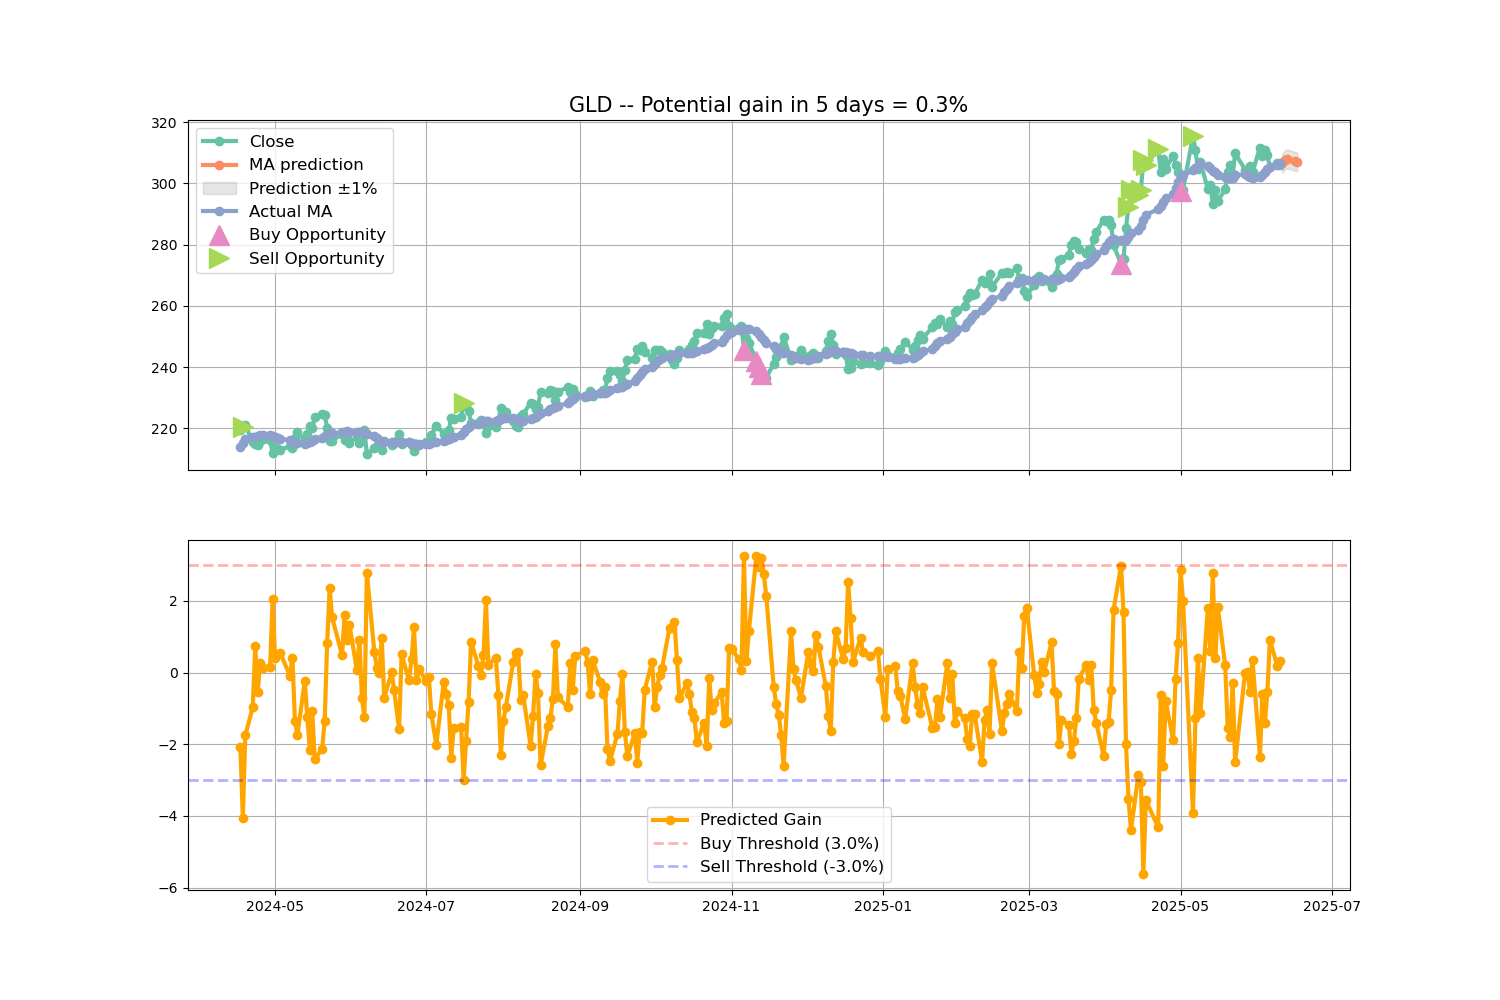 GLD -- Potential gain in 5 days = 0.3%
320
300
280
260
240
220
Close
MA prediction
Prediction ±1%
Actual MA
Buy Opportunity
Sell Opportunity
2
0
−2
−4
−6
Predicted Gain
Buy Threshold (3.0%)
Sell Threshold (-3.0%)
2024-05
2024-07
2024-09
2024-11
2025-01
2025-03
2025-05
2025-07